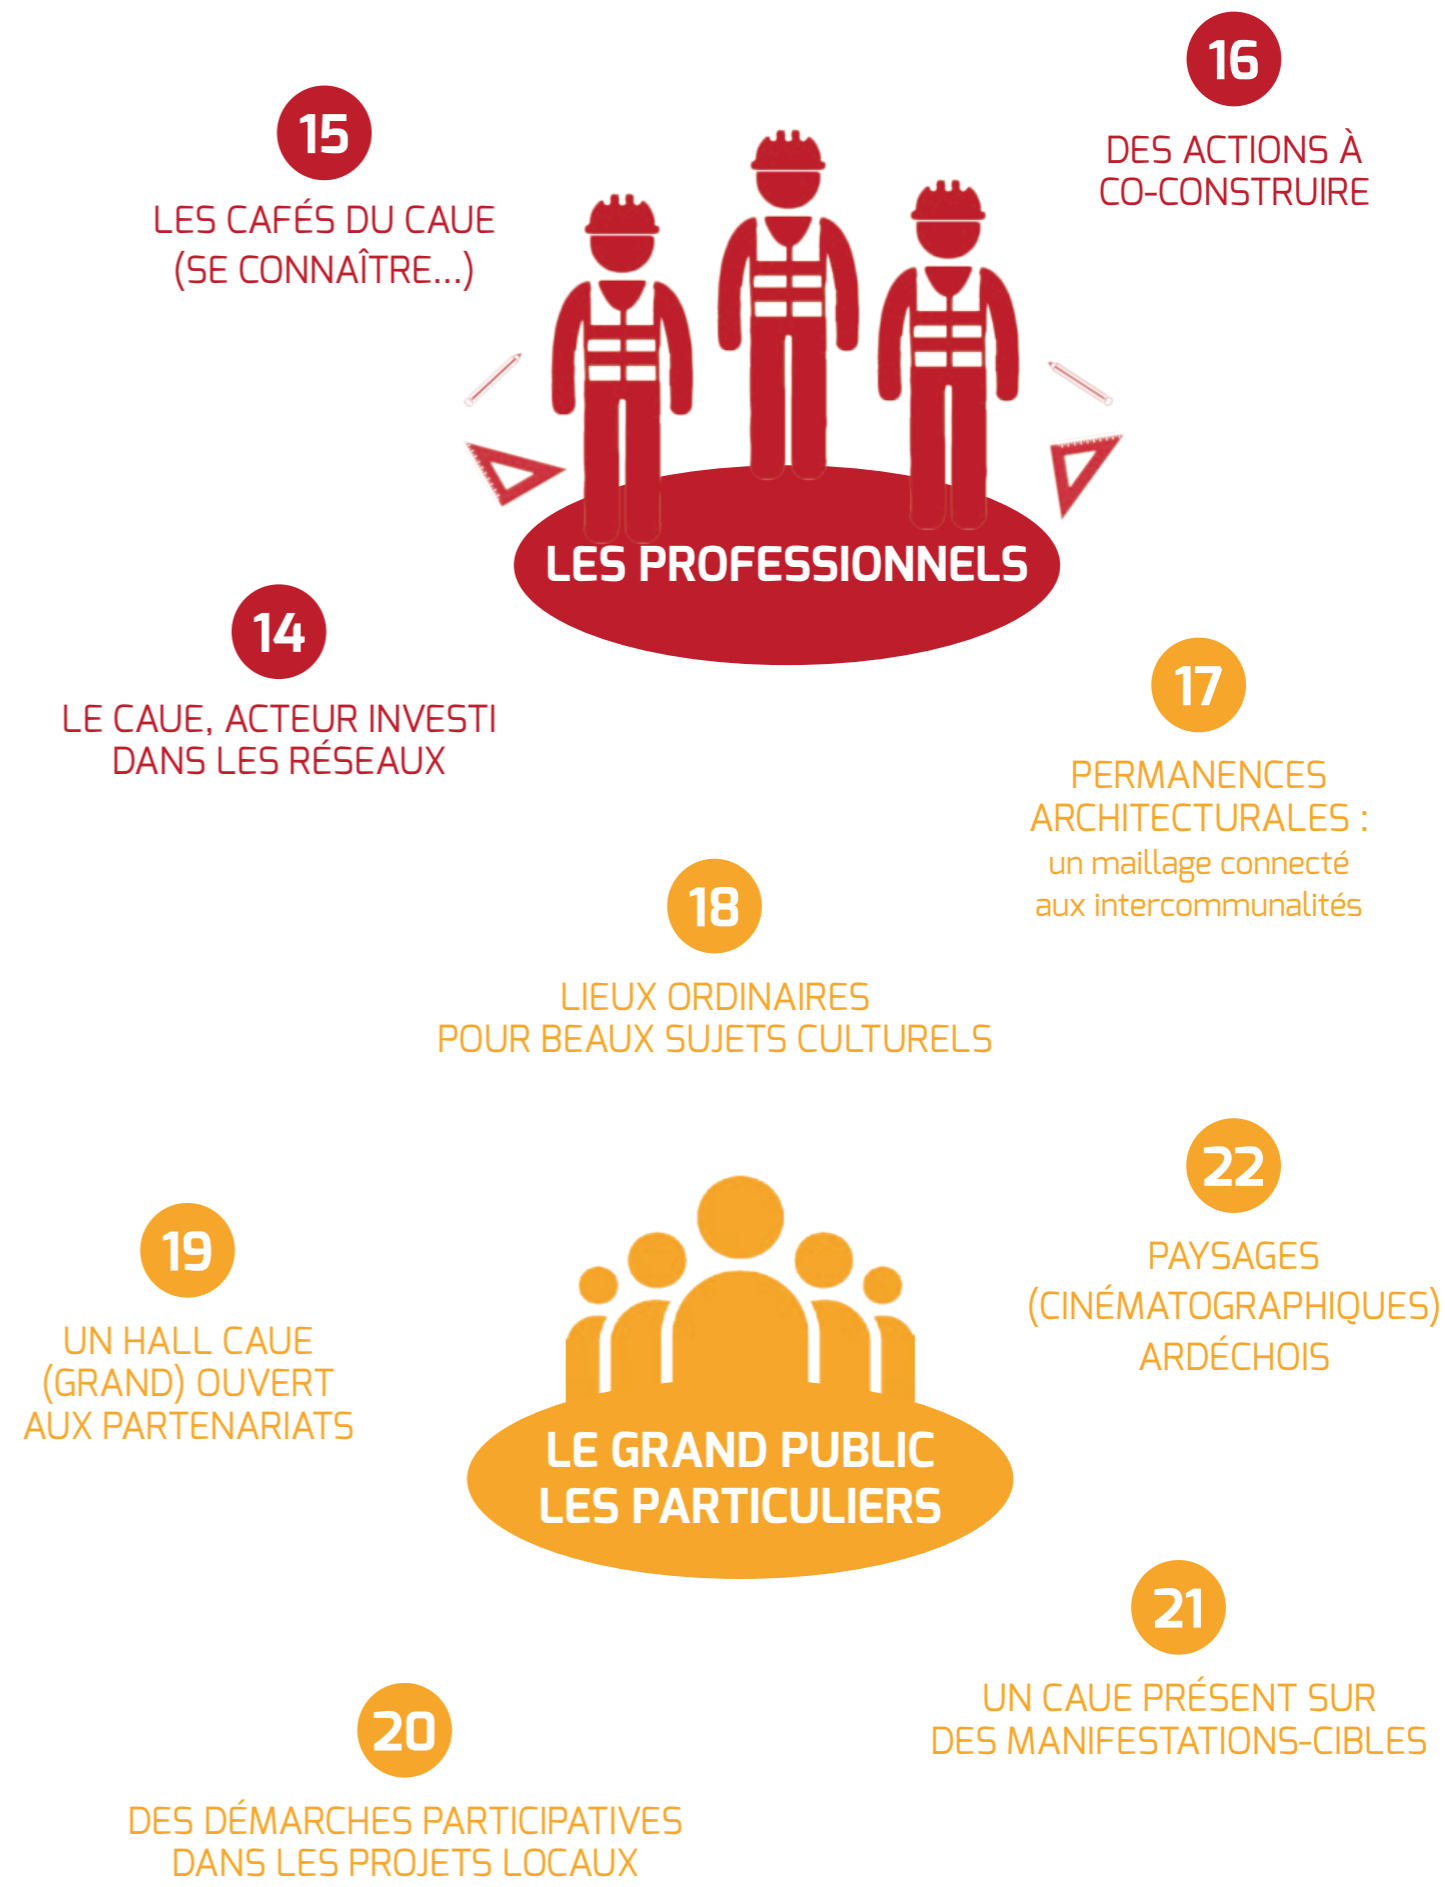 16
DES ACTIONS À
CO-CONSTRUIRE
15
LES CAFÉS DU CAUE
(SE CONNAÎTRE...)
LES PROFESSIONNELS
14
LE CAUE, ACTEUR INVESTI
DANS LES RÉSEAUX
17
PERMANENCES
ARCHITECTURALES :
un maillage connecté
aux intercommunalités
18
LIEUX ORDINAIRES
POUR BEAUX SUJETS CULTURELS
22
PAYSAGES
(CINÉMATOGRAPHIQUES)
ARDÉCHOIS
19
UN HALL CAUE
(GRAND) OUVERT
AUX PARTENARIATS
LE GRAND PUBLIC
LES PARTICULIERS
21
UN CAUE PRÉSENT SUR
DES MANIFESTATIONS-CIBLES
20
DES DÉMARCHES PARTICIPATIVES
DANS LES PROJETS LOCAUX